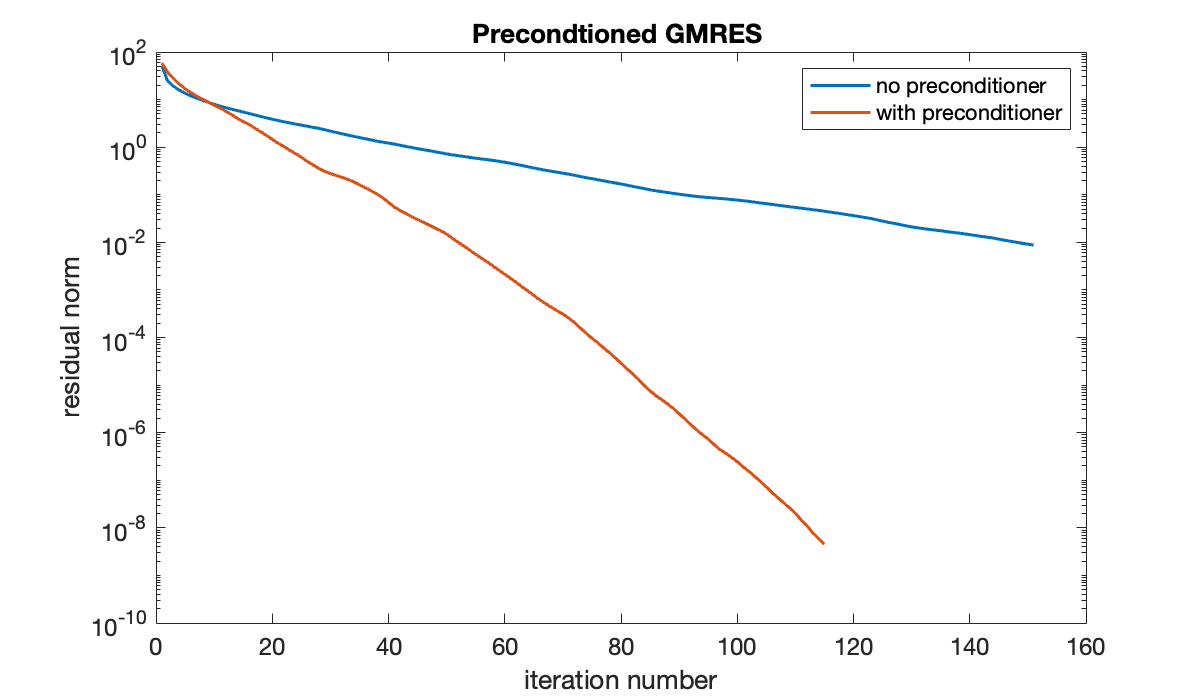 Precondtioned GMRES
no preconditioner
with preconditioner
10^2
10^0
10^-2
10^-4
10^-6
10^-8
10^-10
residual norm
0 20 40 60 80 100 120 140 160
iteration number